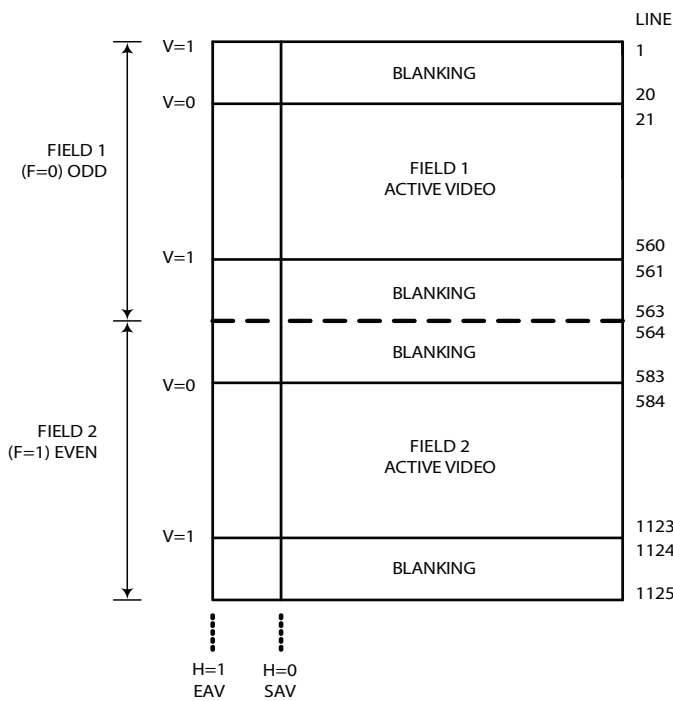 LINE
V=1
1
BLANKING
V=0
20
21
FIELD 1
(F=0) ODD
FIELD 1
ACTIVE VIDEO
V=1
560
561
BLANKING
563
564
BLANKING
V=0
583
584
FIELD 2
(F=1) EVEN
FIELD 2
ACTIVE VIDEO
V=1
1123
1124
BLANKING
1125
H=1
EAV
H=0
SAV